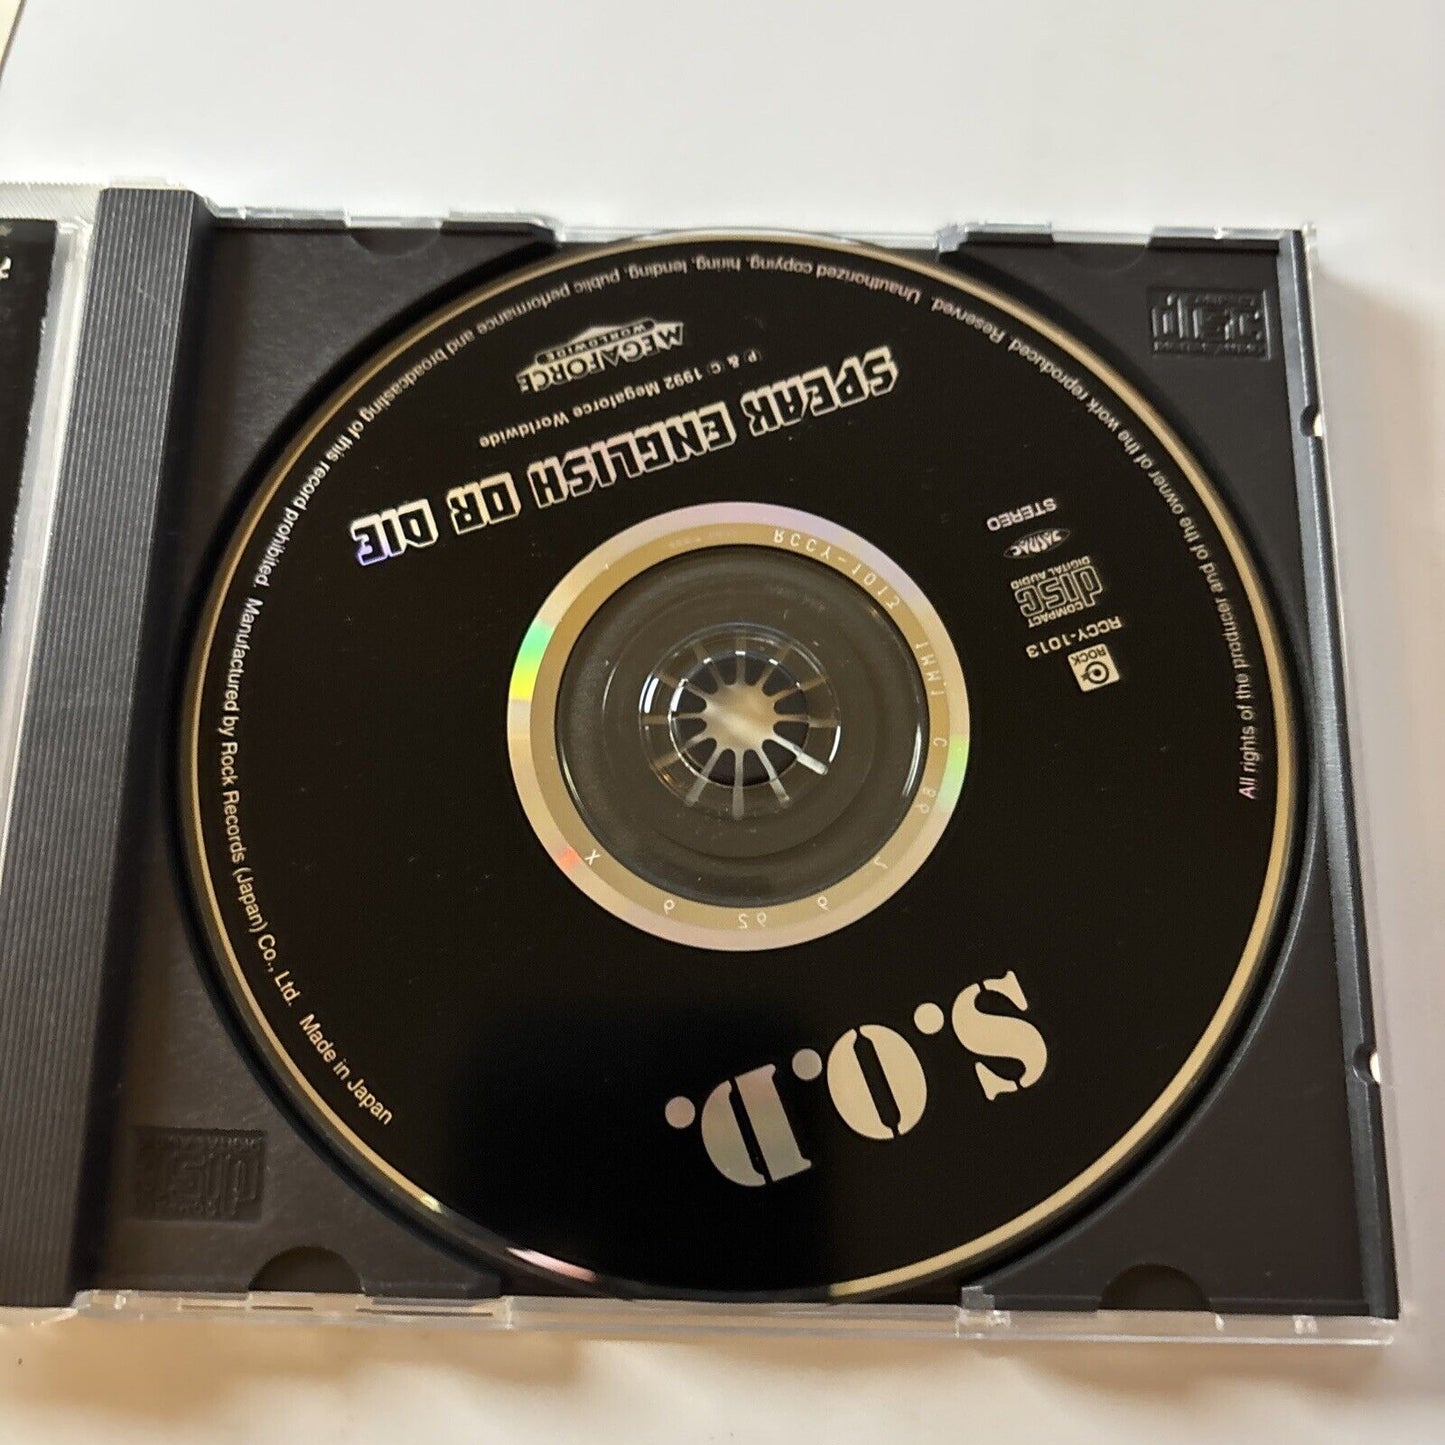 S.O.D.
ROCK
RCCY-1013
COMPACT
disc
DIGITAL AUDIO
JASRAC
STEREO
SPEAK ENGLISH OR DIE
P & C 1992 Megaforce Worldwide
MEGAFORCE
WORLDWIDE
All rights of the producer and of the owner of the work reproduced. Reserved. Unauthorized copying, hiring, lending, public performance and broadcasting of this record prohibited. Manufactured by Rock Records (Japan) Co., Ltd. Made in Japan
RCCY-1013